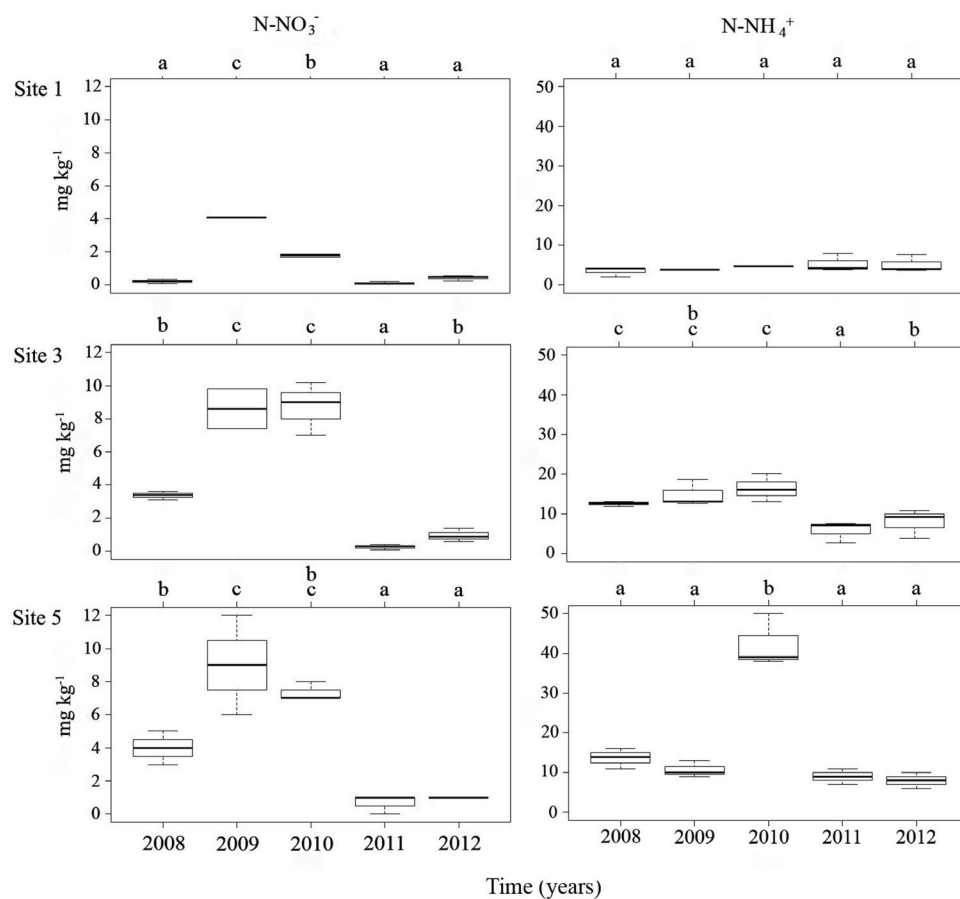 N-NO₃⁻ N-NH₄⁺
a c b a a
a a a a a
Site 1
mg kg⁻¹
12
10
8
6
4
2
0
50
40
30
20
10
0
b c c a b
c b c c a b
Site 3
mg kg⁻¹
12
10
8
6
4
2
0
50
40
30
20
10
0
b c b c a a
a a b a a
Site 5
mg kg⁻¹
12
10
8
6
4
2
0
50
40
30
20
10
0
2008 2009 2010 2011 2012
2008 2009 2010 2011 2012
Time (years)